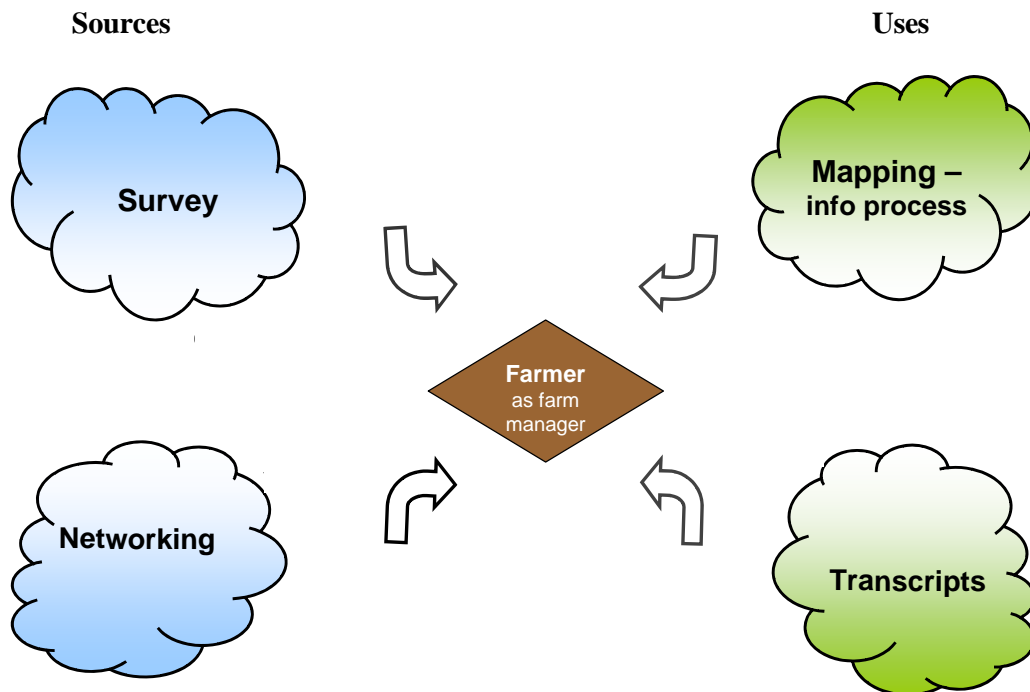 Sources
Uses
Survey
Mapping –
info process
Farmer
as farm
manager
Networking
Transcripts